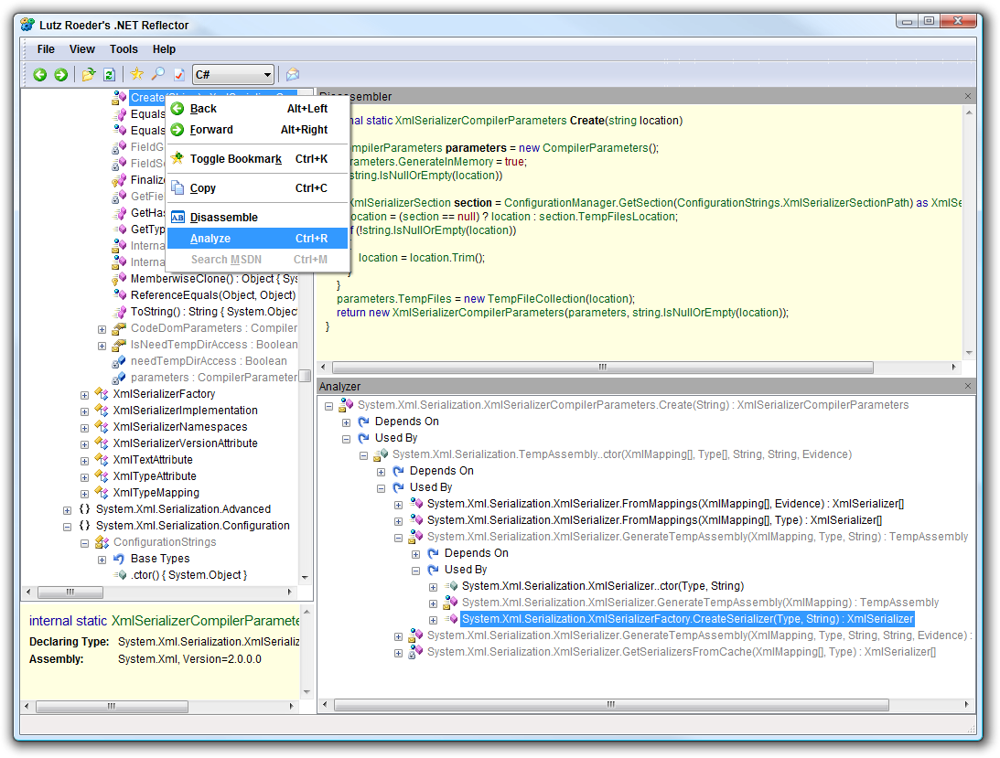 Lutz Roeder's .NET Reflector
File View Tools Help
C#
Equals
Equals
FieldG
FieldS
Finalize
GetFie
GetHas
GetTyp
Interna
Interna
MemberwiseClone() : Object { Sys
ReferenceEquals(Object, Object)
ToString() : String { System.Object
CodeDomParameters : Compiler
IsNeedTempDirAccess : Boolean
needTempDirAccess : Boolean
parameters : CompilerParameter
XmlSerializerFactory
XmlSerializerImplementation
XmlSerializerNamespaces
XmlSerializerVersionAttribute
XmlTextAttribute
XmlTypeAttribute
XmlTypeMapping
{} System.Xml.Serialization.Advanced
{} System.Xml.Serialization.Configuration
ConfigurationStrings
Base Types
.ctor() { System.Object }
Back Alt+Left
Forward Alt+Right
Toggle Bookmark Ctrl+K
Copy Ctrl+C
Disassemble
Analyze Ctrl+R
Search MSDN Ctrl+M
internal static XmlSerializerCompilerParamete
Declaring Type: System.Xml.Serialization.XmlSerializ
Assembly: System.Xml, Version=2.0.0.0
static XmlSerializerCompilerParameters Create(string location)
ompilerParameters parameters = new CompilerParameters();
rameters.GenerateInMemory = true;
string.IsNullOrEmpty(location))
XmlSerializerSection section = ConfigurationManager.GetSection(ConfigurationStrings.XmlSerializerSectionPath) as XmlSe
ocation = (section == null) ? location : section.TempFilesLocation;
f (!string.IsNullOrEmpty(location))
location = location.Trim();
}
}
parameters.TempFiles = new TempFileCollection(location);
return new XmlSerializerCompilerParameters(parameters, string.IsNullOrEmpty(location));
}
Analyzer
System.Xml.Serialization.XmlSerializerCompilerParameters.Create(String) : XmlSerializerCompilerParameters
Depends On
Used By
System.Xml.Serialization.TempAssembly..ctor(XmlMapping[], Type[], String, String, Evidence)
Depends On
Used By
System.Xml.Serialization.XmlSerializer.FromMappings(XmlMapping[], Evidence) : XmlSerializer[]
System.Xml.Serialization.XmlSerializer.FromMappings(XmlMapping[], Type) : XmlSerializer[]
System.Xml.Serialization.XmlSerializer.GenerateTempAssembly(XmlMapping, Type, String) : TempAssembly
Depends On
Used By
System.Xml.Serialization.XmlSerializer..ctor(Type, String)
System.Xml.Serialization.XmlSerializer.GenerateTempAssembly(XmlMapping) : TempAssembly
System.Xml.Serialization.XmlSerializerFactory.CreateSerializer(Type, String) : XmlSerializer
System.Xml.Serialization.XmlSerializer.GenerateTempAssembly(XmlMapping, Type, String, String, Evidence) :
System.Xml.Serialization.XmlSerializer.GetSerializersFromCache(XmlMapping[], Type) : XmlSerializer[]